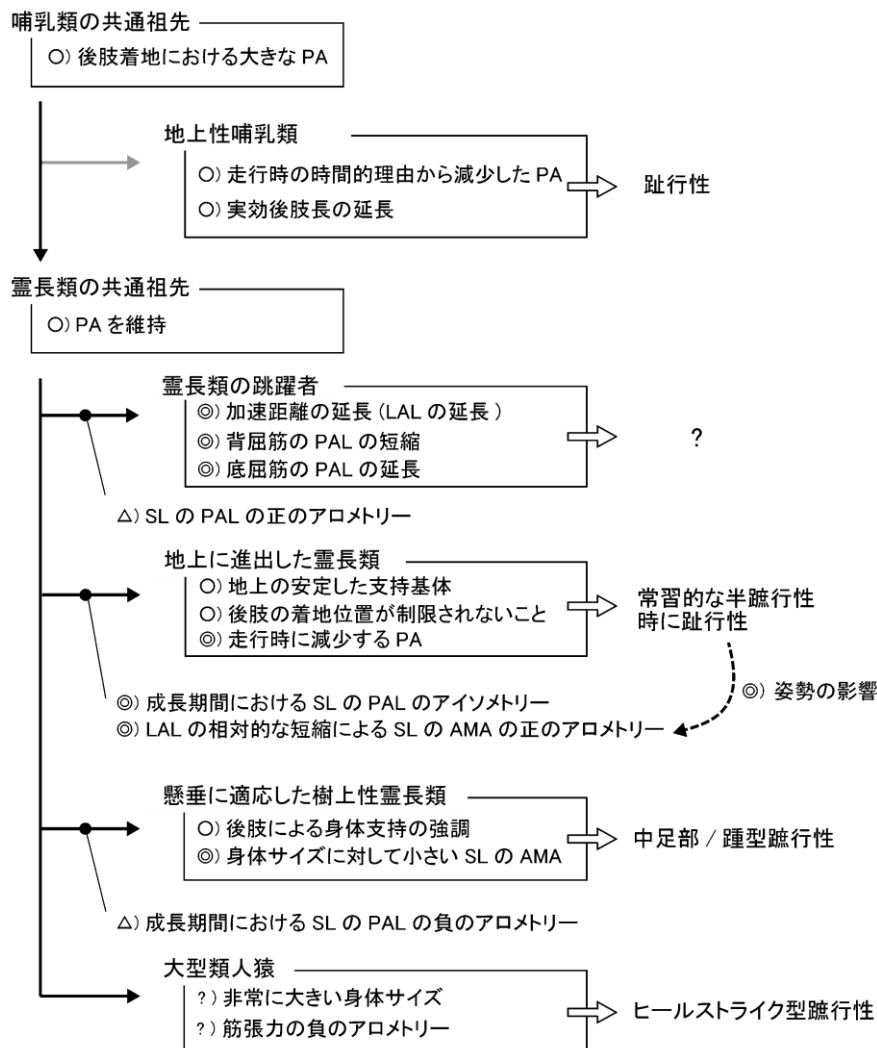 哺乳類の共通祖先
○) 後肢着地における大きな PA
地上性哺乳類
○) 走行時の時間的理由から減少した PA
○) 実効後肢長の延長
趾行性
霊長類の共通祖先
○) PA を維持
霊長類の跳躍者
◎) 加速距離の延長 (LAL の延長 )
◎) 背屈筋の PAL の短縮
◎) 底屈筋の PAL の延長
?
△) SL の PAL の正のアロメトリー
地上に進出した霊長類
○) 地上の安定した支持基体
○) 後肢の着地位置が制限されないこと
◎) 走行時に減少する PA
常習的な半蹠行性
時に趾行性
◎) 姿勢の影響
◎) 成長期間における SL の PAL のアイソメトリー
◎) LAL の相対的な短縮による SL の AMA の正のアロメトリー
懸垂に適応した樹上性霊長類
○) 後肢による身体支持の強調
◎) 身体サイズに対して小さい SL の AMA
中足部 / 踵型蹠行性
△) 成長期間における SL の PAL の負のアロメトリー
大型類人猿
? ) 非常に大きい身体サイズ
? ) 筋張力の負のアロメトリー
ヒールストライク型蹠行性